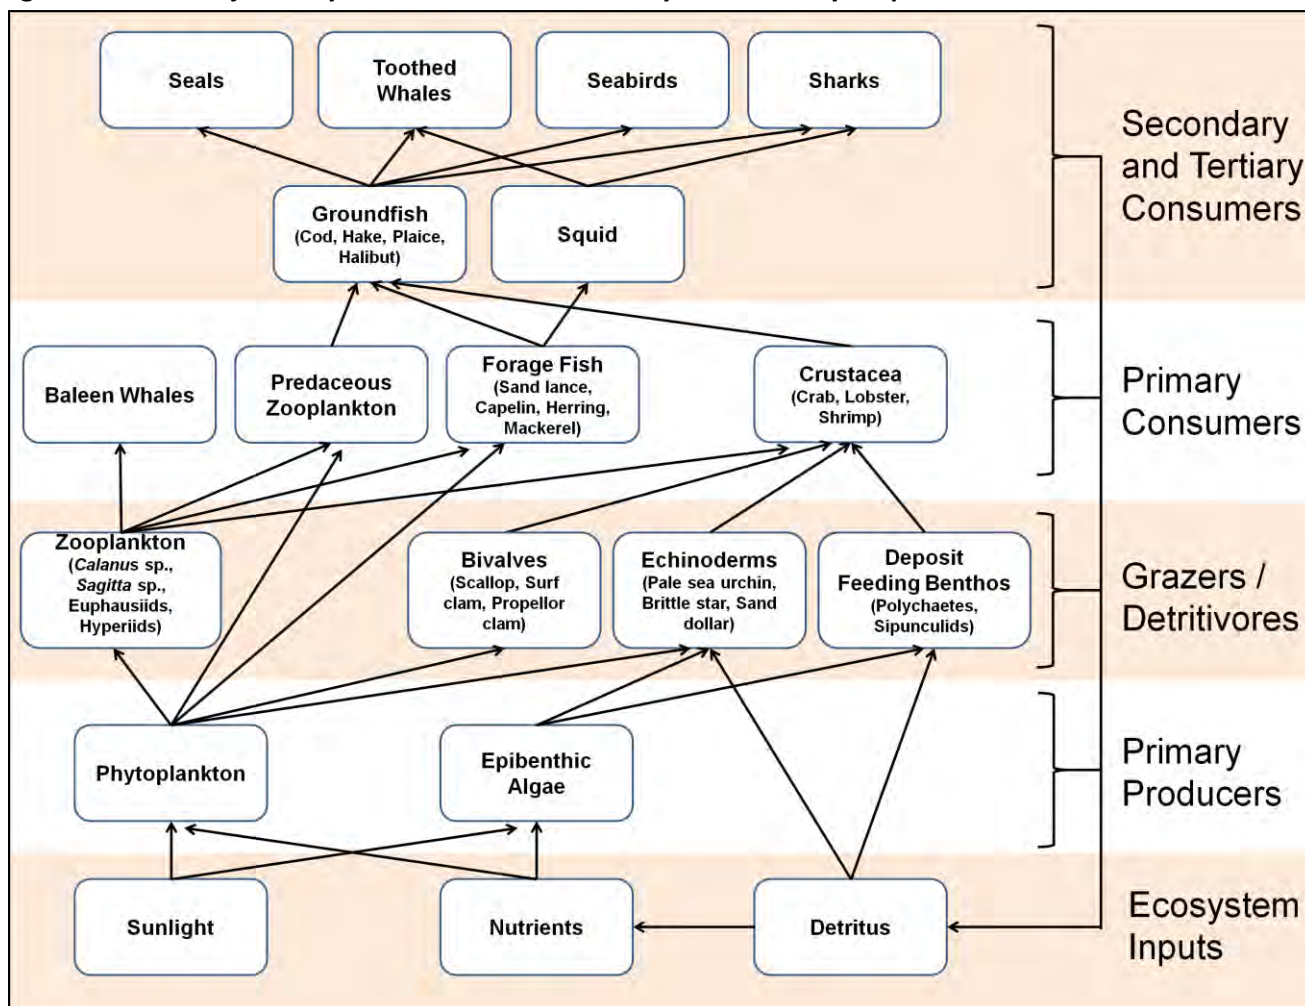 Seals
Toothed
Whales
Seabirds
Sharks
Secondary
and Tertiary
Consumers
Groundfish
(Cod, Hake, Plaice,
Halibut)
Squid
Baleen Whales
Predaceous
Zooplankton
Forage Fish
(Sand lance,
Capelin, Herring,
Mackerel)
Crustacea
(Crab, Lobster,
Shrimp)
Primary
Consumers
Zooplankton
(Calanus sp.,
Sagitta sp.,
Euphausiids,
Hyperiids)
Bivalves
(Scallop, Surf
clam, Propellor
clam)
Echinoderms
(Pale sea urchin,
Brittle star, Sand
dollar)
Deposit
Feeding Benthos
(Polychaetes,
Sipunculids)
Grazers /
Detritivores
Phytoplankton
Epibenthic
Algae
Primary
Producers
Sunlight
Nutrients
Detritus
Ecosystem
Inputs